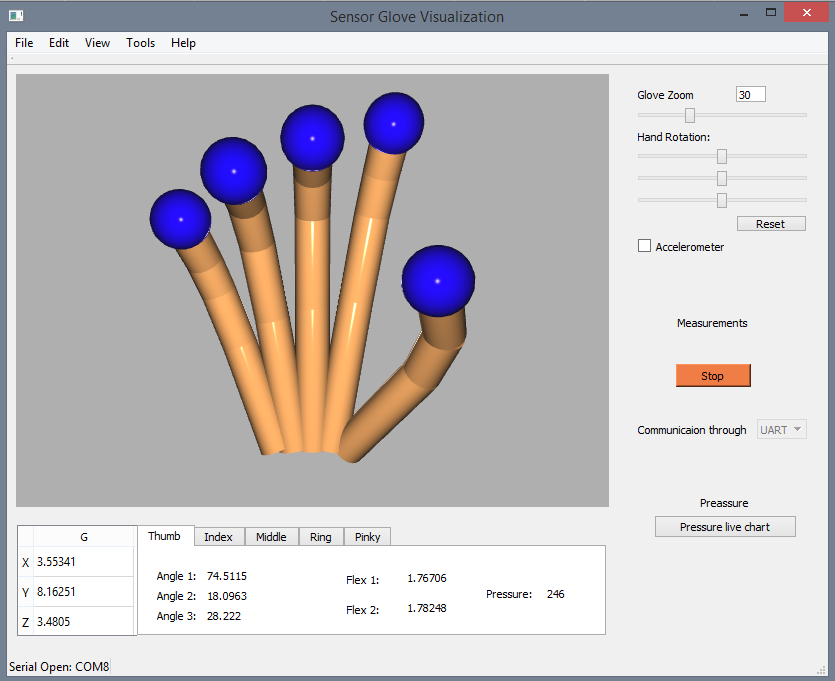 Sensor Glove Visualization
File Edit View Tools Help
Glove Zoom 30
Hand Rotation:
Reset
Accelerometer
Measurements
Stop
Communicaion through UART
Preassure
Pressure live chart
G
X 3.55341
Y 8.16251
Z 3.4805
Thumb Index Middle Ring Pinky
Angle 1: 74.5115
Angle 2: 18.0963
Angle 3: 28.222
Flex 1: 1.76706
Flex 2: 1.78248
Pressure: 246
Serial Open: COM8